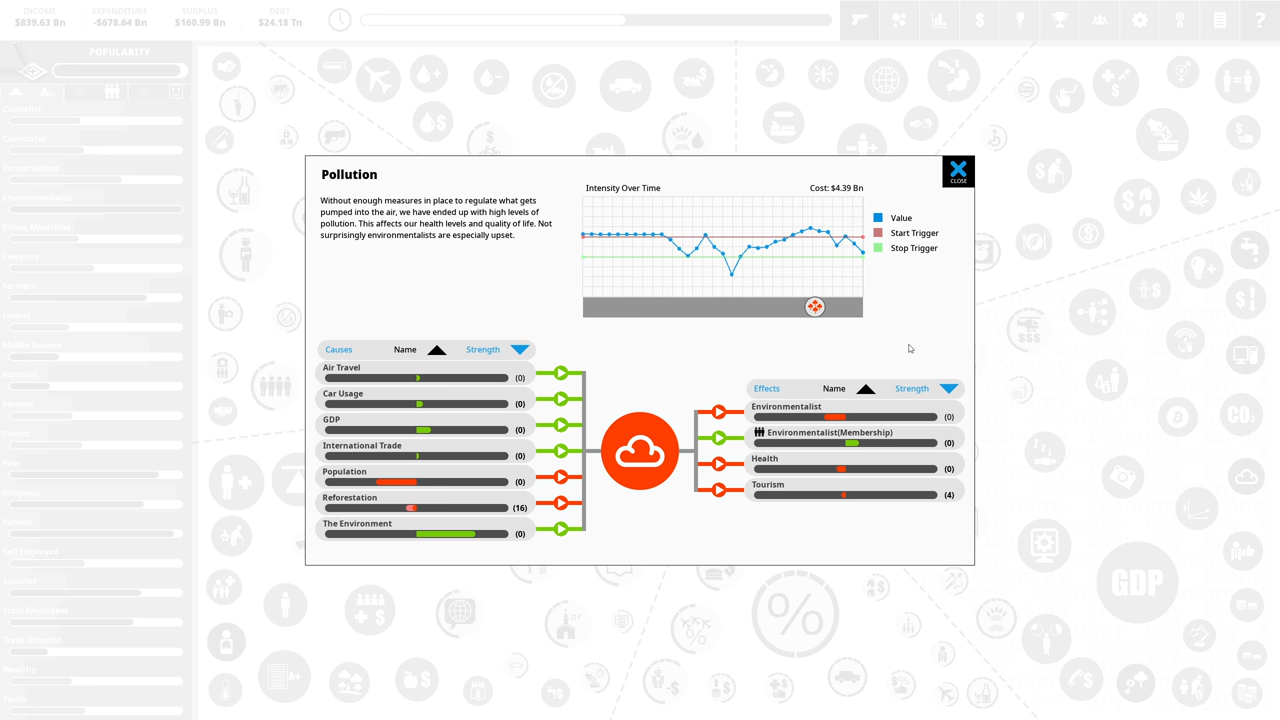 INCOME
$839.63 Bn
EXPENDITURE
-$678.64 Bn
SURPLUS
$160.99 Bn
DEBT
$24.18 Tn
?
POPULARITY
Capitalist
Commuter
Conservatives
Environmentalist
Ethnic Minorities
Everyone
Farmers
Liberal
Middle Income
Motorist
Parents
Patriot
Poor
Religious
Retired
Self Employed
Socialist
State Employees
Trade Unionist
Wealthy
Youth
Pollution
CLOSE
Without enough measures in place to regulate what gets
pumped into the air, we have ended up with high levels of
pollution. This affects our health levels and quality of life. Not
surprisingly environmentalists are especially upset.
Intensity Over Time
Cost: $4.39 Bn
Value
Start Trigger
Stop Trigger
Causes
Name
Strength
Air Travel
(0)
Car Usage
(0)
GDP
(0)
International Trade
(0)
Population
(0)
Reforestation
(16)
The Environment
(0)
Effects
Name
Strength
Environmentalist
(0)
Environmentalist(Membership)
(0)
Health
(0)
Tourism
(4)
CO2
GDP
%